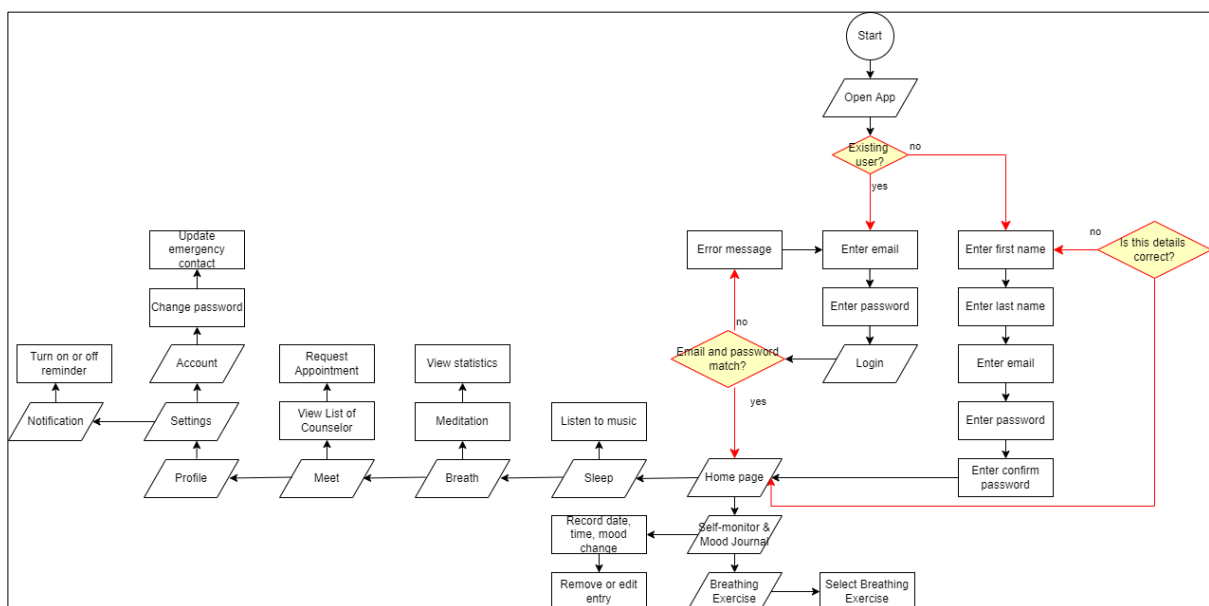 Start
Open App
Existing
user?
no
yes
Update
emergency
contact
Error message
Enter email
Enter first name
no
Is this details
correct?
Change password
Enter password
Enter last name
no
Turn on or off
reminder
Account
Request
Appointment
View statistics
Email and password
match?
Login
Enter email
yes
Notification
Settings
View List of
Counselor
Meditation
Listen to music
Enter password
Profile
Meet
Breath
Sleep
Home page
Enter confirm
password
Record date,
time, mood
change
Self-monitor &
Mood Journal
Remove or edit
entry
Breathing
Exercise
Select Breathing
Exercise